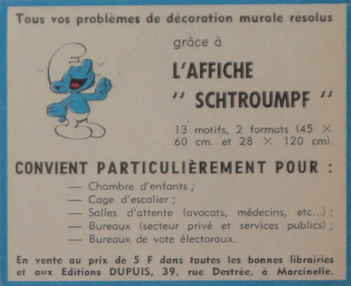 Tous vos problèmes de décoration murale résolus
grâce à
L'AFFICHE
" SCHTROUMPF "
13 motifs, 2 formats (45 ×
60 cm. et 28 × 120 cm).
CONVIENT PARTICULIÈREMENT POUR :
— Chambre d'enfants ;
— Cage d'escalier ;
— Salles d'attente (avocats, médecins, etc...) ;
— Bureaux (secteur privé et services publics) ;
— Bureaux de vote électoraux.
En vente au prix de 5 F dans toutes les bonnes librairies
et aux Editions DUPUIS, 39, rue Destrée, à Marcinelle.